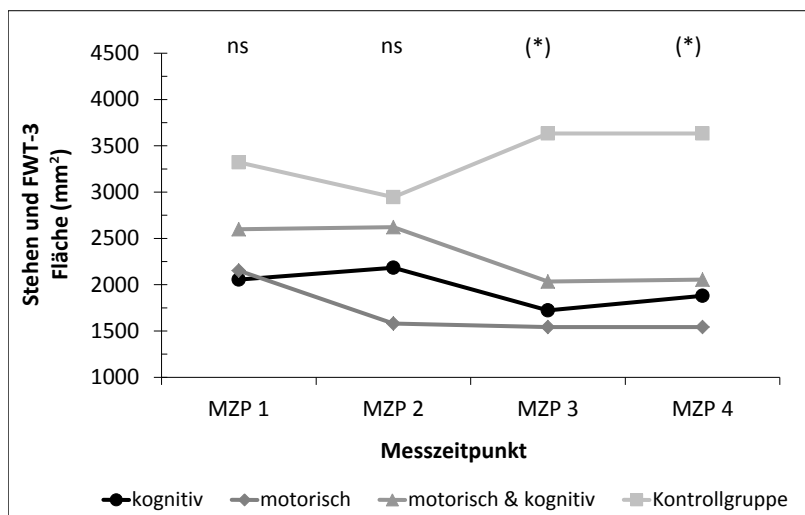 ns ns (*) (*)
4500
4000
3500
3000
2500
2000
1500
1000
Stehen und FWT-3
Fläche (mm²)
MZP 1 MZP 2 MZP 3 MZP 4
Messzeitpunkt
kognitiv motorisch motorisch & kognitiv Kontrollgruppe